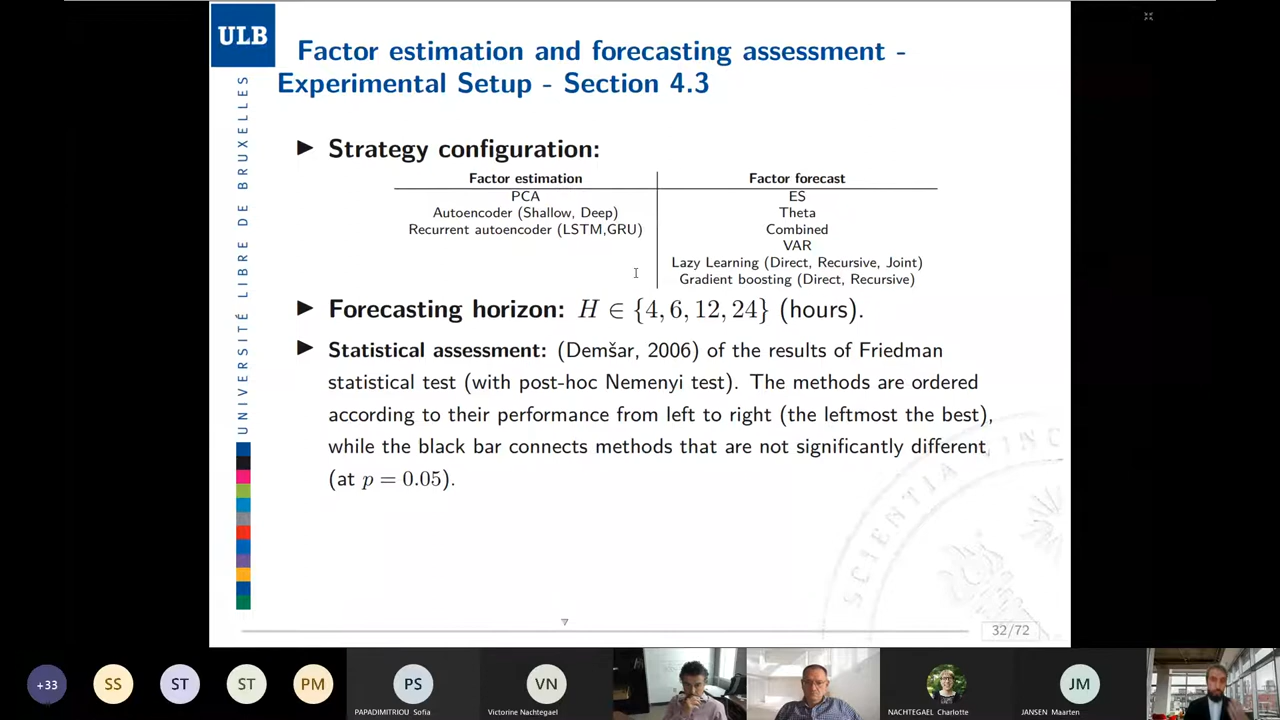 ULB
UNIVERSITÉ LIBRE DE BRUXELLES
Factor estimation and forecasting assessment -
Experimental Setup - Section 4.3
▶ Strategy configuration:
Factor estimation Factor forecast
PCA ES
Autoencoder (Shallow, Deep) Theta
Recurrent autoencoder (LSTM,GRU) Combined
VAR
Lazy Learning (Direct, Recursive, Joint)
Gradient boosting (Direct, Recursive)
▶ Forecasting horizon: H ∈ {4, 6, 12, 24} (hours).
▶ Statistical assessment: (Demšar, 2006) of the results of Friedman
statistical test (with post-hoc Nemenyi test). The methods are ordered
according to their performance from left to right (the leftmost the best),
while the black bar connects methods that are not significantly different
(at p = 0.05).
SCIENTIA
32/72
+33 SS ST ST PM PS VN JM
PAPADIMITRIOU Sofia Victorine Nachtegael NACHTEGAEL Charlotte JANSEN Maarten